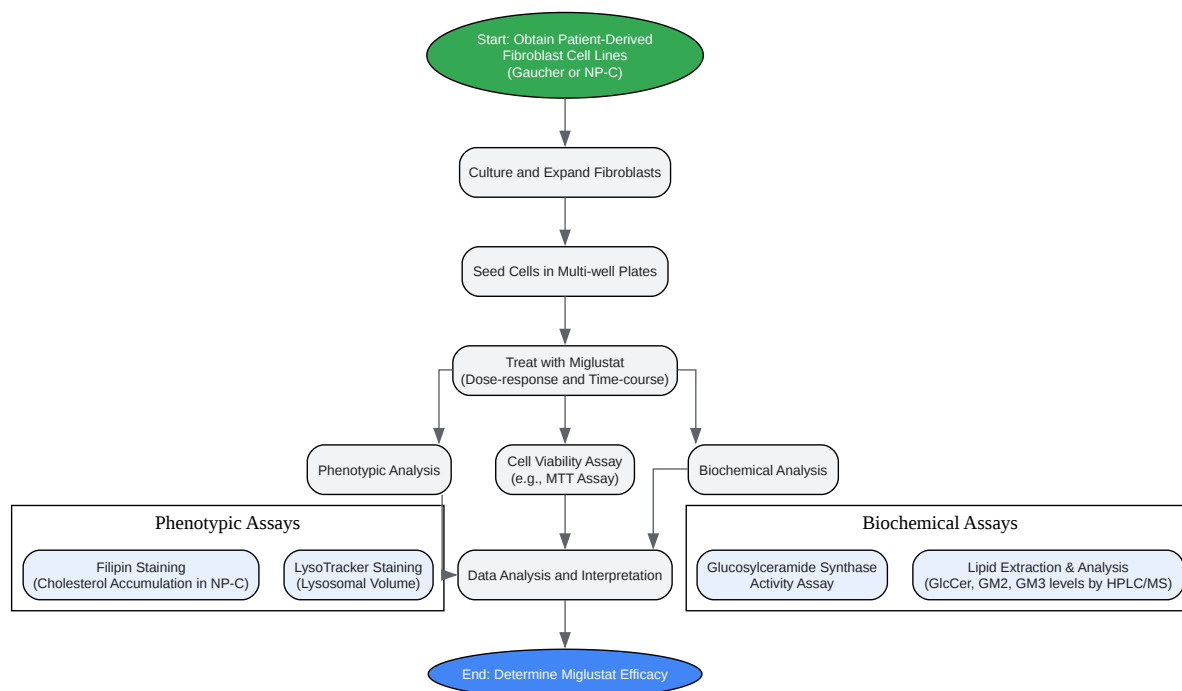 Start: Obtain Patient-Derived
Fibroblast Cell Lines
(Gaucher or NP-C)
Culture and Expand Fibroblasts
Seed Cells in Multi-well Plates
Treat with Miglustat
(Dose-response and Time-course)
Phenotypic Analysis
Cell Viability Assay
(e.g., MTT Assay)
Biochemical Analysis
Phenotypic Assays
Filipin Staining
(Cholesterol Accumulation in NP-C)
LysoTracker Staining
(Lysosomal Volume)
Data Analysis and Interpretation
Biochemical Assays
Glucosylceramide Synthase
Activity Assay
Lipid Extraction & Analysis
(GlcCer, GM2, GM3 levels by HPLC/MS)
End: Determine Miglustat Efficacy